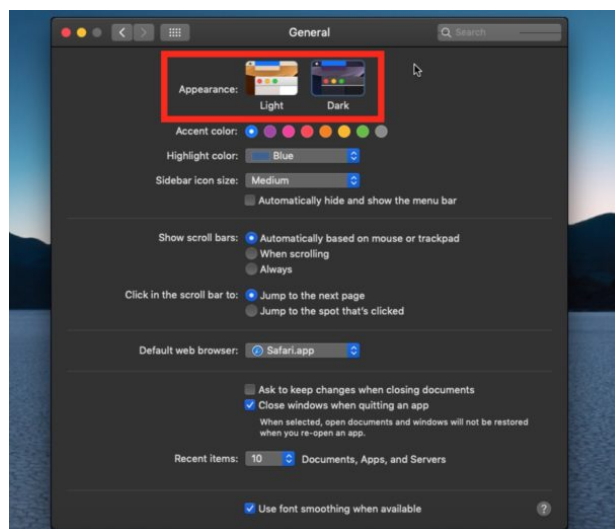 General
Search
Appearance:
Light Dark
Accent color:
Highlight color: Blue
Sidebar icon size: Medium
Automatically hide and show the menu bar
Show scroll bars: Automatically based on mouse or trackpad
When scrolling
Always
Click in the scroll bar to: Jump to the next page
Jump to the spot that's clicked
Default web browser: Safari.app
Ask to keep changes when closing documents
Close windows when quitting an app
When selected, open documents and windows will not be restored
when you re-open an app.
Recent items: 10 Documents, Apps, and Servers
Use font smoothing when available
?